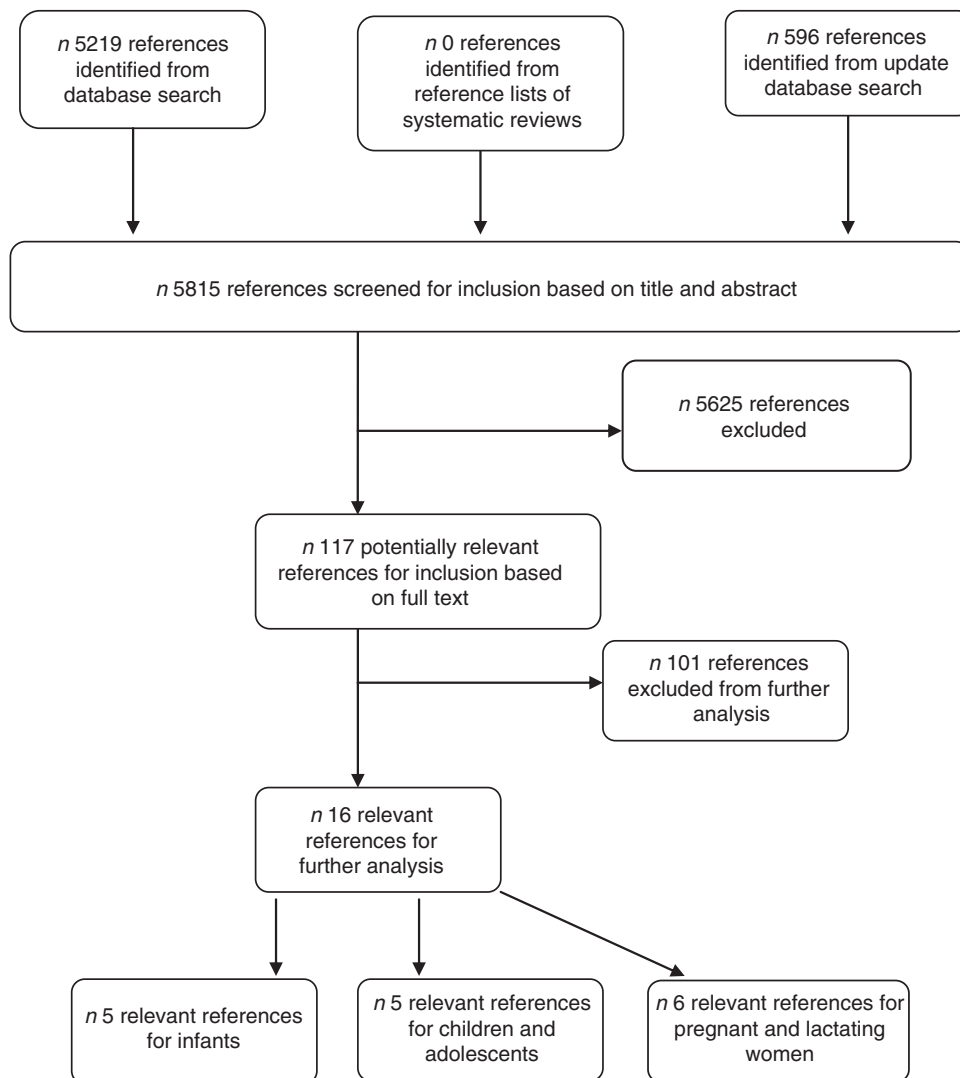 n 5219 references
identified from
database search
n 0 references
identified from
reference lists of
systematic reviews
n 596 references
identified from update
database search
n 5815 references screened for inclusion based on title and abstract
n 5625 references
excluded
n 117 potentially relevant
references for inclusion based
on full text
n 101 references
excluded from further
analysis
n 16 relevant
references for
further analysis
n 5 relevant references
for infants
n 5 relevant references
for children and
adolescents
n 6 relevant references for
pregnant and lactating
women